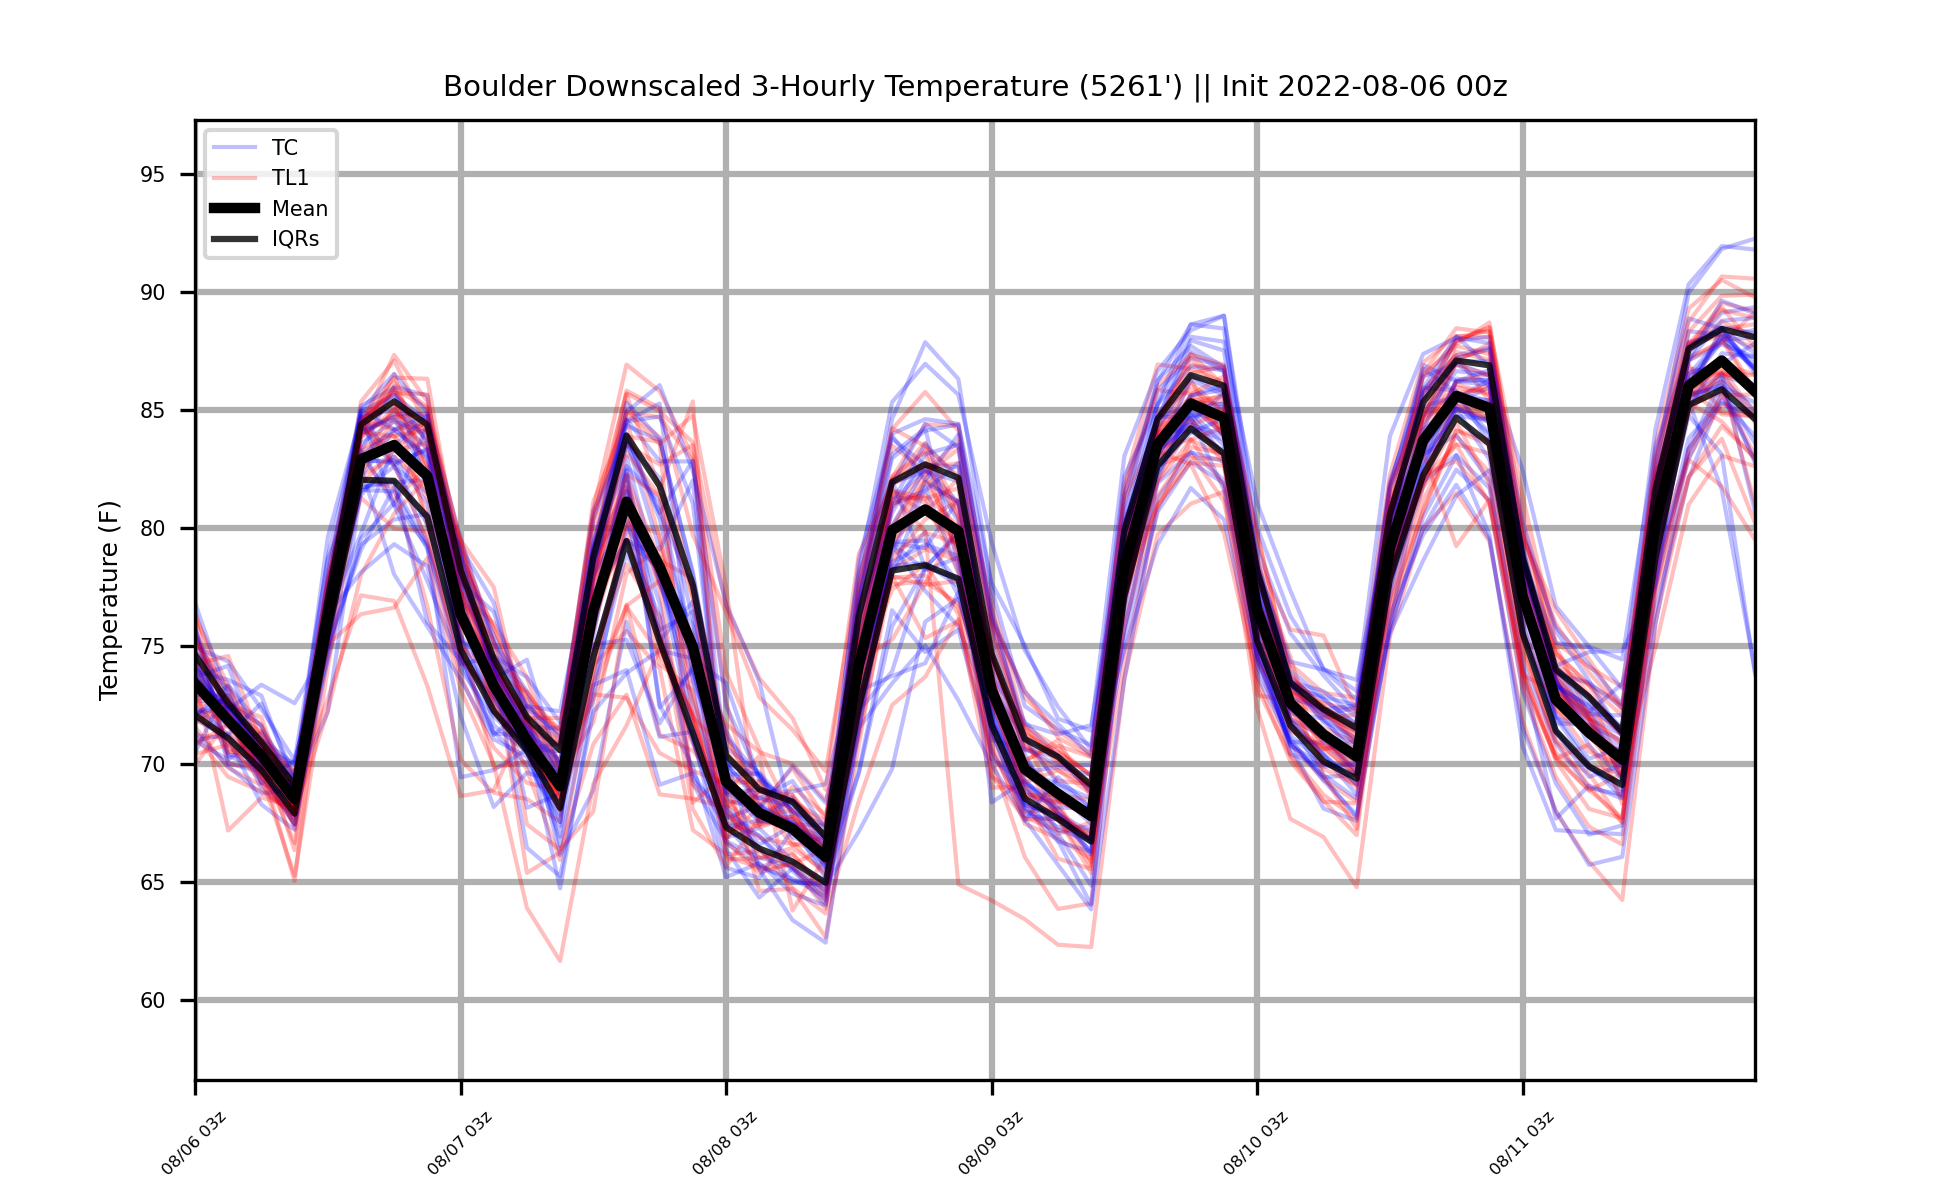 Boulder Downscaled 3-Hourly Temperature (5261') || Init 2022-08-06 00z
TC
TL1
Mean
IQRs
Temperature (F)
95
90
85
80
75
70
65
60
08/06 03z
08/07 03z
08/08 03z
08/09 03z
08/10 03z
08/11 03z